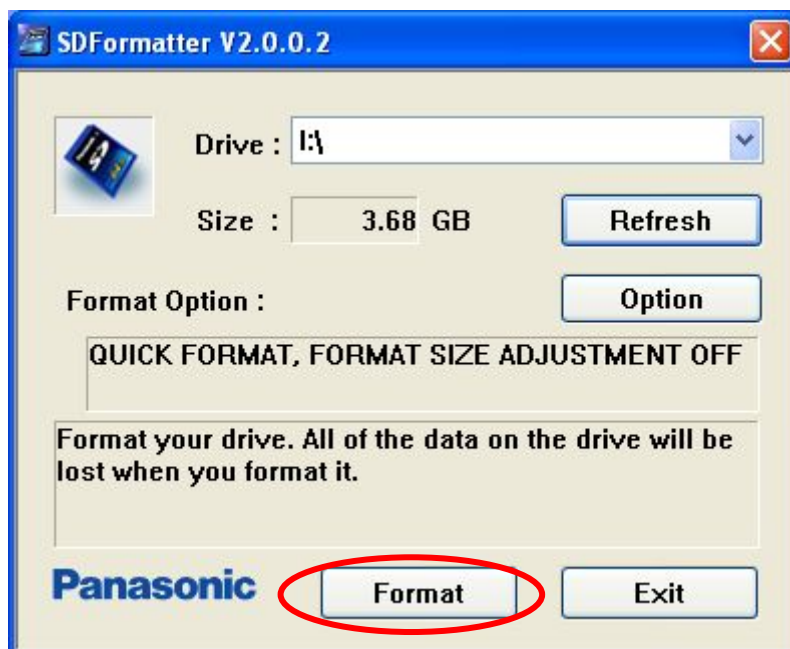 SDFormatter V2.0.0.2
Drive : I:\
Size : 3.68 GB Refresh
Format Option : Option
QUICK FORMAT, FORMAT SIZE ADJUSTMENT OFF
Format your drive. All of the data on the drive will be
lost when you format it.
Panasonic Format Exit